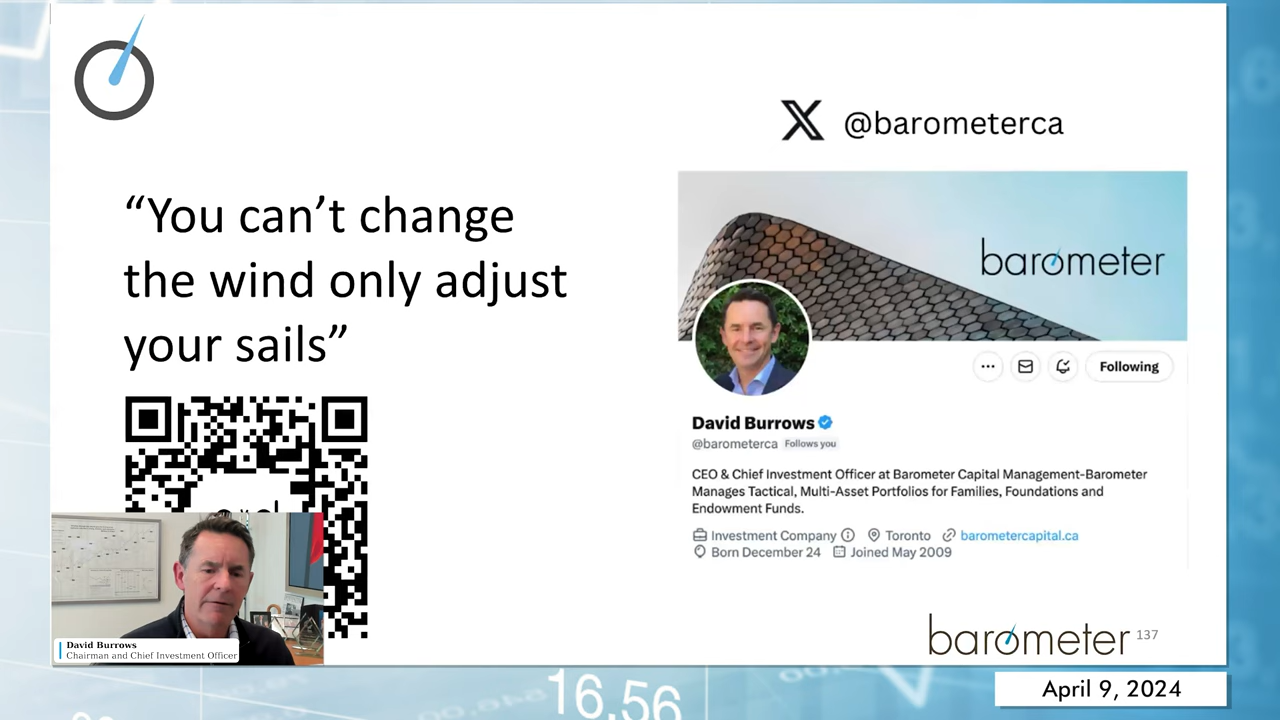 “You can’t change
the wind only adjust
your sails”
@barometerca
barometer
Following
David Burrows
@barometerca Follows you
CEO & Chief Investment Officer at Barometer Capital Management-Barometer
Manages Tactical, Multi-Asset Portfolios for Families, Foundations and
Endowment Funds.
Investment Company Toronto barometercapital.ca
Born December 24 Joined May 2009
David Burrows
Chairman and Chief Investment Officer
barometer 137
April 9, 2024
16.56